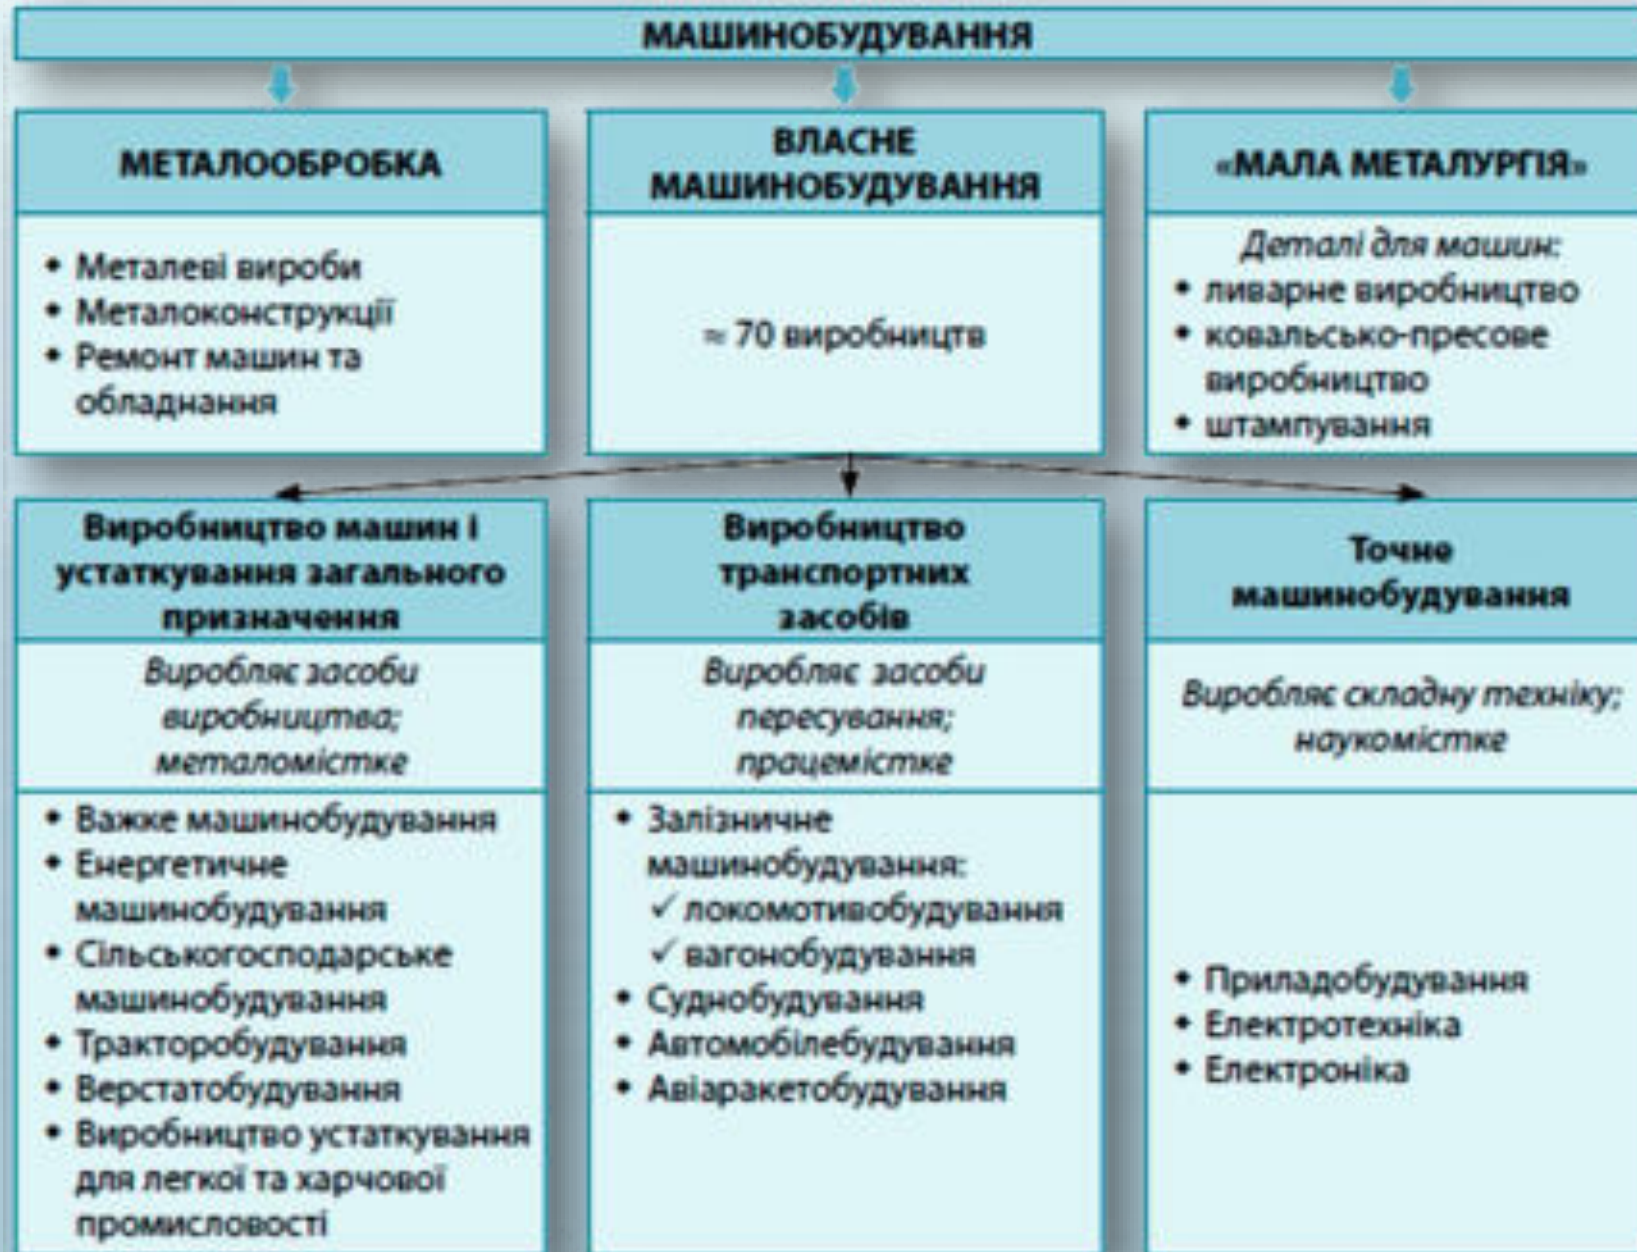 МАШИНОБУДУВАННЯ
МЕТАЛООБРОБКА
• Металеві вироби
• Металоконструкції
• Ремонт машин та
обладнання
ВЛАСНЕ
МАШИНОБУДУВАННЯ
≈ 70 виробництв
«МАЛА МЕТАЛУРГІЯ»
Деталі для машин:
• ливарне виробництво
• ковальсько-пресове
виробництво
• штампування
Виробництво машин і
устаткування загального
призначення
Виробляє засоби
виробництва;
металомістке
• Важке машинобудування
• Енергетичне
машинобудування
• Сільськогосподарське
машинобудування
• Тракторобудування
• Верстатобудування
• Виробництво устаткування
для легкої та харчової
промисловості
Виробництво
транспортних
засобів
Виробляє засоби
пересування;
працемістке
• Залізничне
машинобудування:
✓ локомотивобудування
✓ вагонобудування
• Суднобудування
• Автомобілебудування
• Авіаракетобудування
Точне
машинобудування
Виробляє складну техніку;
наукомістке
• Приладобудування
• Електротехніка
• Електроніка